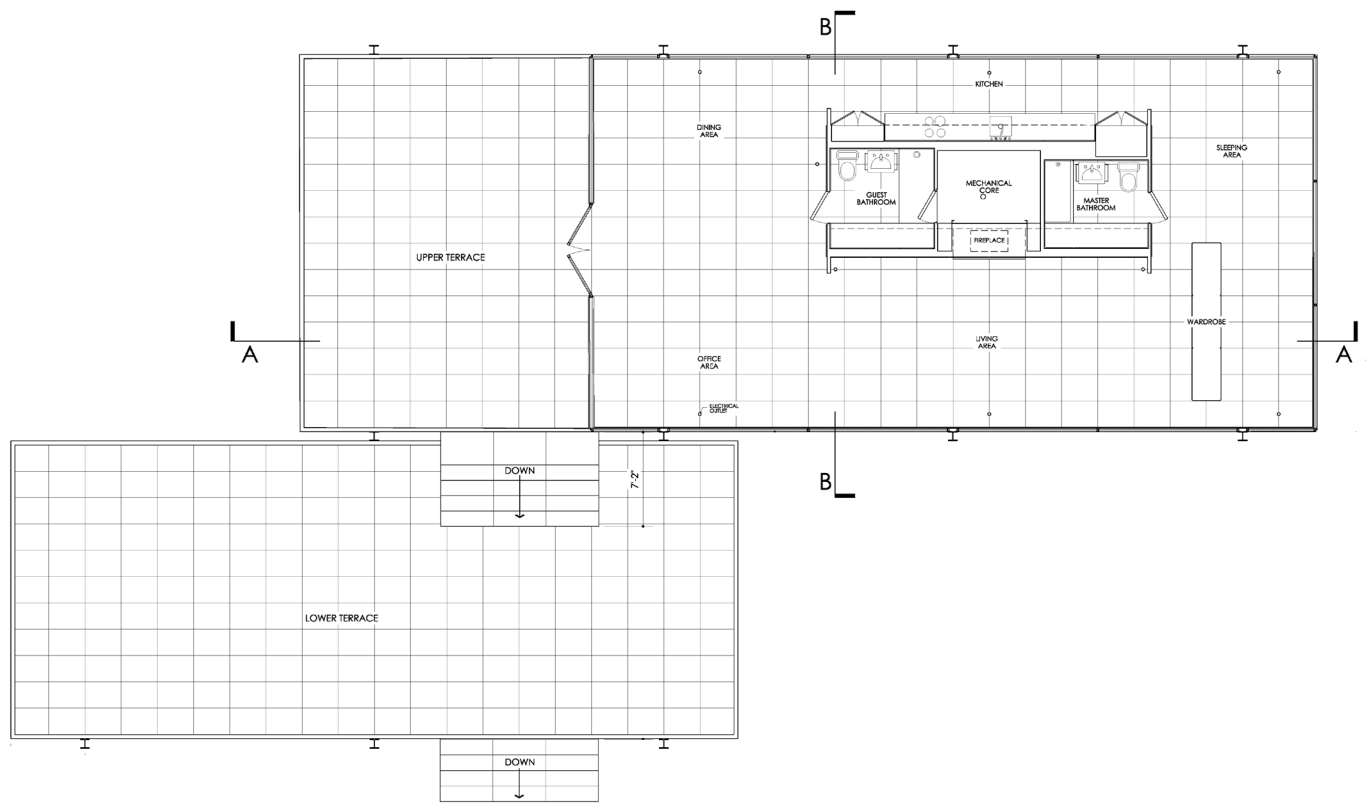 B
KITCHEN
DINING
AREA
SLEEPING
AREA
MECHANICAL
CORE
GUEST
BATHROOM
MASTER
BATHROOM
FIREPLACE
UPPER TERRACE
WARDROBE
LIVING
AREA
A
A
OFFICE
AREA
ELECTRICAL
OUTLET
DOWN
7'-2"
B
LOWER TERRACE
DOWN